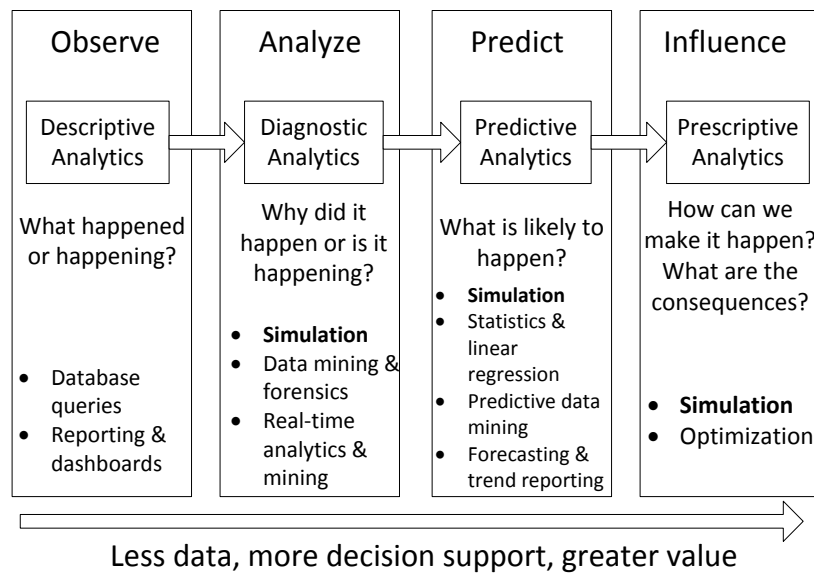 Observe
Descriptive
Analytics
What happened
or happening?
• Database
queries
• Reporting &
dashboards
Analyze
Diagnostic
Analytics
Why did it
happen or is it
happening?
• Simulation
• Data mining &
forensics
• Real-time
analytics &
mining
Predict
Predictive
Analytics
What is likely to
happen?
• Simulation
• Statistics &
linear
regression
• Predictive data
mining
• Forecasting &
trend reporting
Influence
Prescriptive
Analytics
How can we
make it happen?
What are the
consequences?
• Simulation
• Optimization
Less data, more decision support, greater value